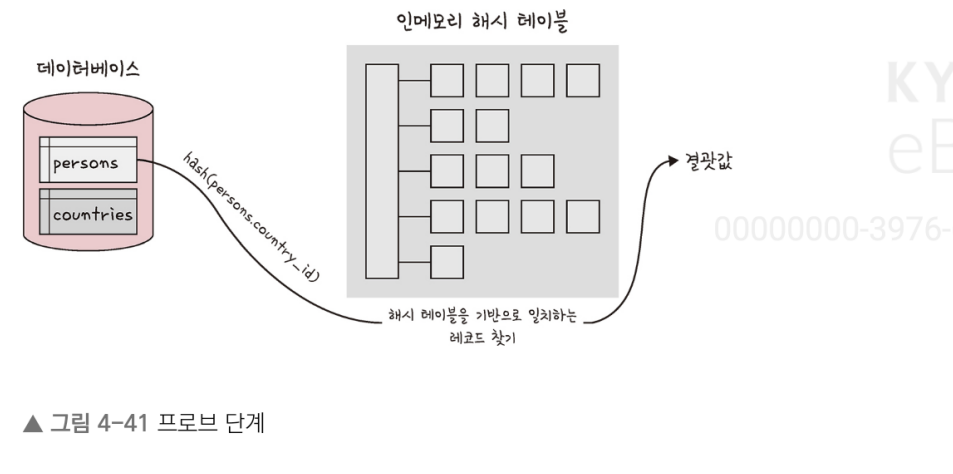 인메모리 해시 테이블
데이터베이스
persons
countries
hash(persons.country_id)
결괏값
해시 테이블을 기반으로 일치하는
레코드 찾기
KY
eB
00000000-3976-
▲ 그림 4-41 프로브 단계